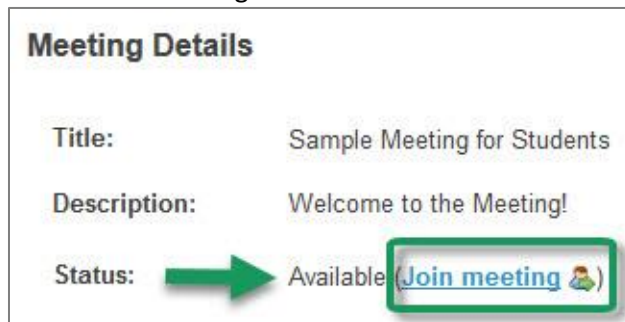 Meeting Details
Title: Sample Meeting for Students
Description: Welcome to the Meeting!
Status: Available (Join meeting)